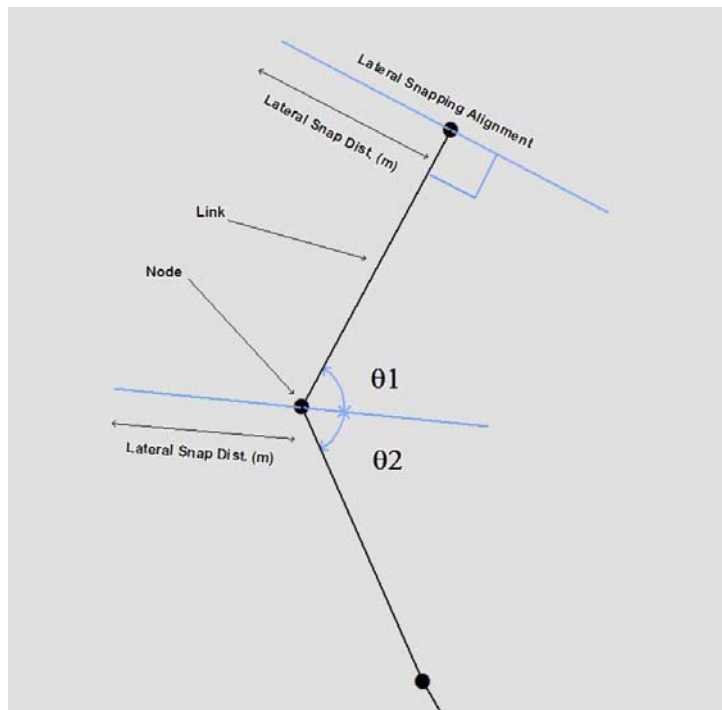 Lateral Snapping Alignment
Lateral Snap Dist. (m)
Link
Node
θ1
Lateral Snap Dist. (m)
θ2